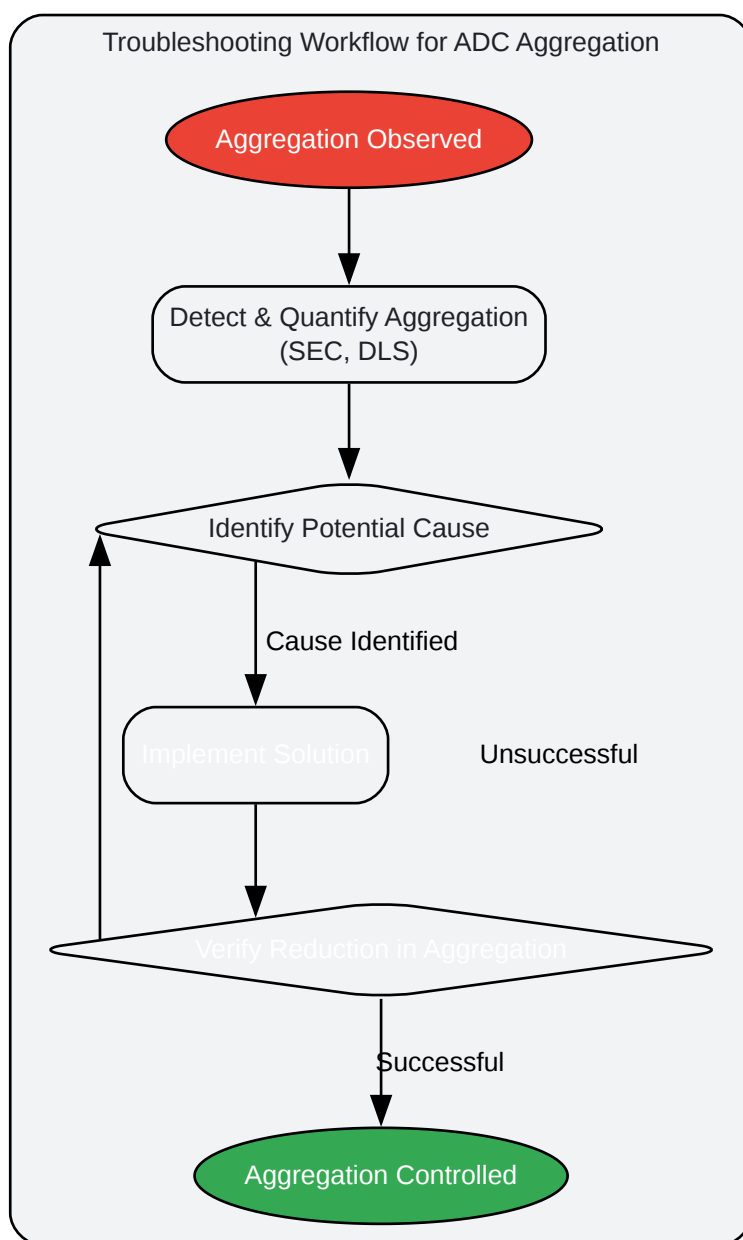 Troubleshooting Workflow for ADC Aggregation
Aggregation Observed
Detect & Quantify Aggregation
(SEC, DLS)
Identify Potential Cause
Cause Identified
Implement Solution
Unsuccessful
Verify Reduction in Aggregation
Successful
Aggregation Controlled